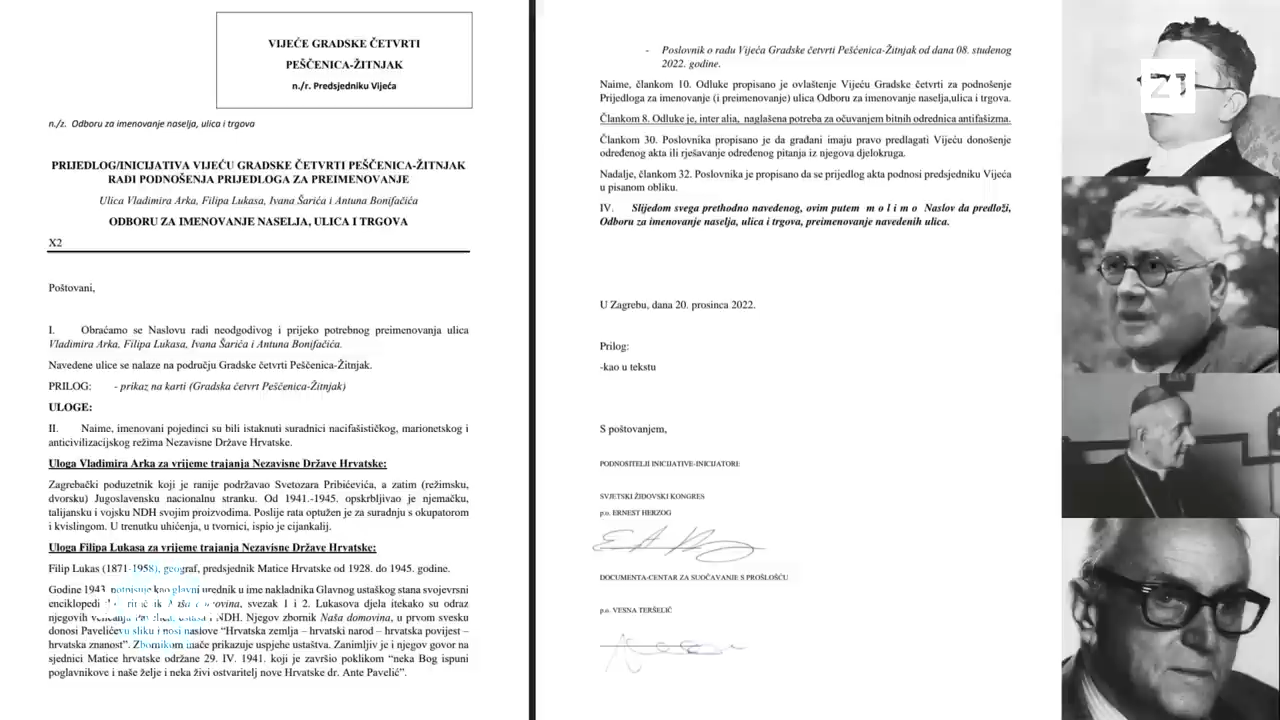 VIJEĆE GRADSKE ČETVRTI
PEŠČENICA-ŽITNJAK
n./r. Predsjedniku Vijeća
n./z. Odboru za imenovanje naselja, ulica i trgova
PRIJEDLOG/INICIJATIVA VIJEĆU GRADSKE ČETVRTI PEŠČENICA-ŽITNJAK
RADI PODNOŠENJA PRIJEDLOGA ZA PREIMENOVANJE
Ulica Vladimira Arka, Filipa Lukasa, Ivana Šarića i Antuna Bonifačića
ODBORU ZA IMENOVANJE NASELJA, ULICA I TRGOVA
X2
Poštovani,
I. Obraćamo se Naslovu radi neodgodivog i prijeko potrebnog preimenovanja ulica
Vladimira Arka, Filipa Lukasa, Ivana Šarića i Antuna Bonifačića.
Navedene ulice se nalaze na području Gradske četvrti Peščenica-Žitnjak.
PRILOG: - prikaz na karti (Gradska četvrt Peščenica-Žitnjak)
ULOGE:
II. Naime, imenovani pojedinci su bili istaknuti suradnici nacifašističkog, marionetskog i
anticivilizacijskog režima Nezavisne Države Hrvatske.
Uloga Vladimira Arka za vrijeme trajanja Nezavisne Države Hrvatske:
Zagrebački poduzetnik koji je ranije podržavao Svetozara Pribićevića, a zatim (režimsku,
dvorsku) Jugoslavensku nacionalnu stranku. Od 1941.-1945. opskrbljivao je njemačku,
talijansku i vojsku NDH svojim proizvodima. Poslije rata optužen je za suradnju s okupatorom
i kvislingom. U trenutku uhićenja, u tvornici, ispio je cijankalij.
Uloga Filipa Lukasa za vrijeme trajanja Nezavisne Države Hrvatske:
Filip Lukas (1871-1958), geograf, predsjednik Matice Hrvatske od 1928. do 1945. godine.
Godine 1943. potpisuje kao glavni urednik u ime nakladnika Glavnog ustaškog stana svojevrsni
enciklopedi Naša domovina, svezak 1 i 2. Lukasova djela itekako su odraz
njegovih i NDH. Njegov zbornik Naša domovina, u prvom svesku
donosi Pavelićevu sliku i nosi naslove “Hrvatska zemlja – hrvatski narod – hrvatska povijest –
hrvatska znanost”. Zbornikom inače prikazuje uspjehe ustaštva. Zanimljiv je i njegov govor na
sjednici Matice hrvatske održane 29. IV. 1941. koji je završio poklikom “neka Bog ispuni
poglavnikove i naše želje i neka živi ostvaritelj nove Hrvatske dr. Ante Pavelić”.
- Poslovnik o radu Vijeća Gradske četvrti Peščenica-Žitnjak od dana 08. studenog
2022. godine.
Naime, člankom 10. Odluke propisano je ovlaštenje Vijeću Gradske četvrti za podnošenje
Prijedloga za imenovanje (i preimenovanje) ulica Odboru za imenovanje naselja,ulica i trgova.
Člankom 8. Odluke je, inter alia, naglašena potreba za očuvanjem bitnih odrednica antifašizma.
Člankom 30. Poslovnika propisano je da građani imaju pravo predlagati Vijeću donošenje
određenog akta ili rješavanje određenog pitanja iz njegova djelokruga.
Nadalje, člankom 32. Poslovnika je propisano da se prijedlog akta podnosi predsjedniku Vijeća
u pisanom obliku.
IV. Slijedom svega prethodno navedenog, ovim putem m o l i m o Naslov da predloži,
Odboru za imenovanje naselja, ulica i trgova, preimenovanje navedenih ulica.
U Zagrebu, dana 20. prosinca 2022.
Prilog:
-kao u tekstu
S poštovanjem,
PODNOSITELJI INICIJATIVE-INICIJATORI:
SVJETSKI ŽIDOVSKI KONGRES
p.o. ERNEST HERZOG
DOCUMENTA-CENTAR ZA SUOČAVANJE S PROŠLOŠĆU
p.o. VESNA TERŠELIČ